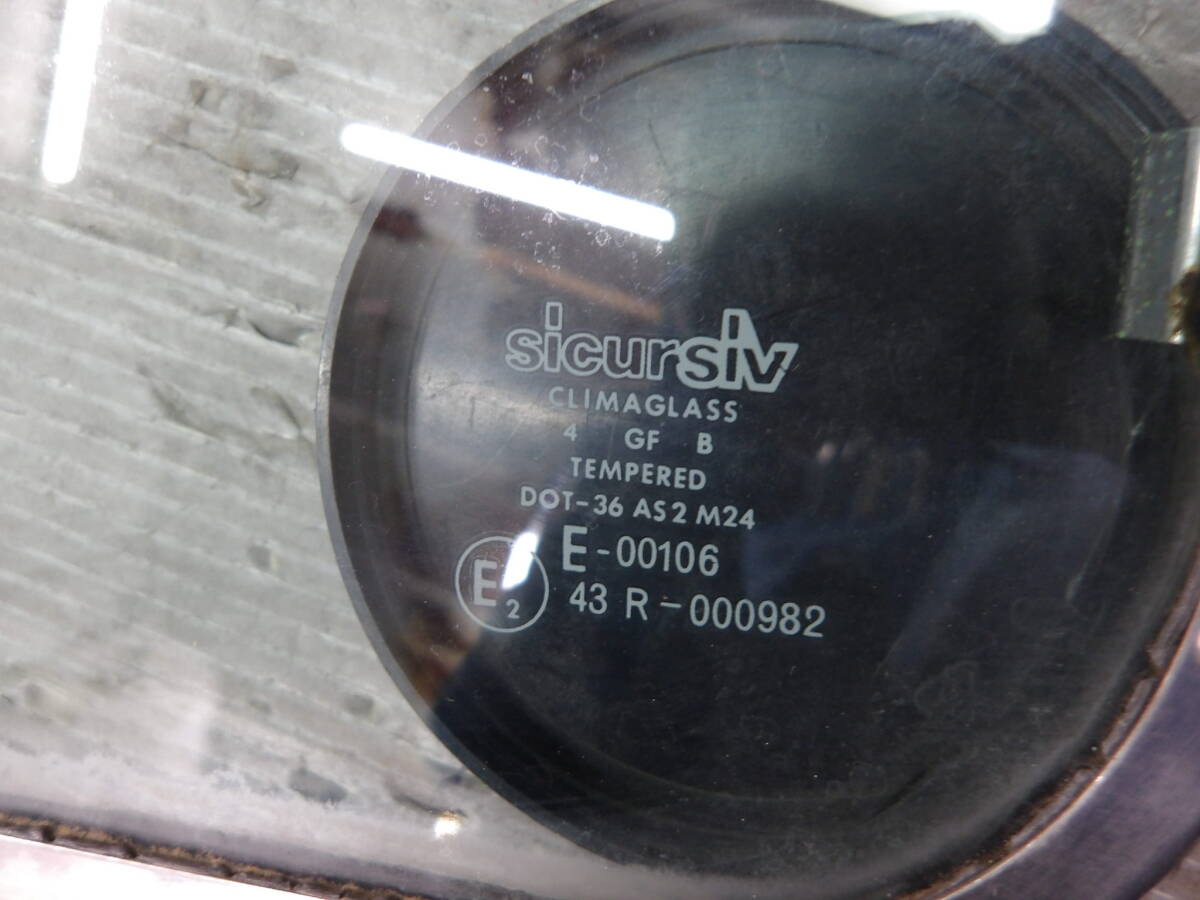 sicursiv
CLIMAGLASS
4 GF B
TEMPERED
DOT-36 AS2 M24
E-00106
E2 43 R-000982